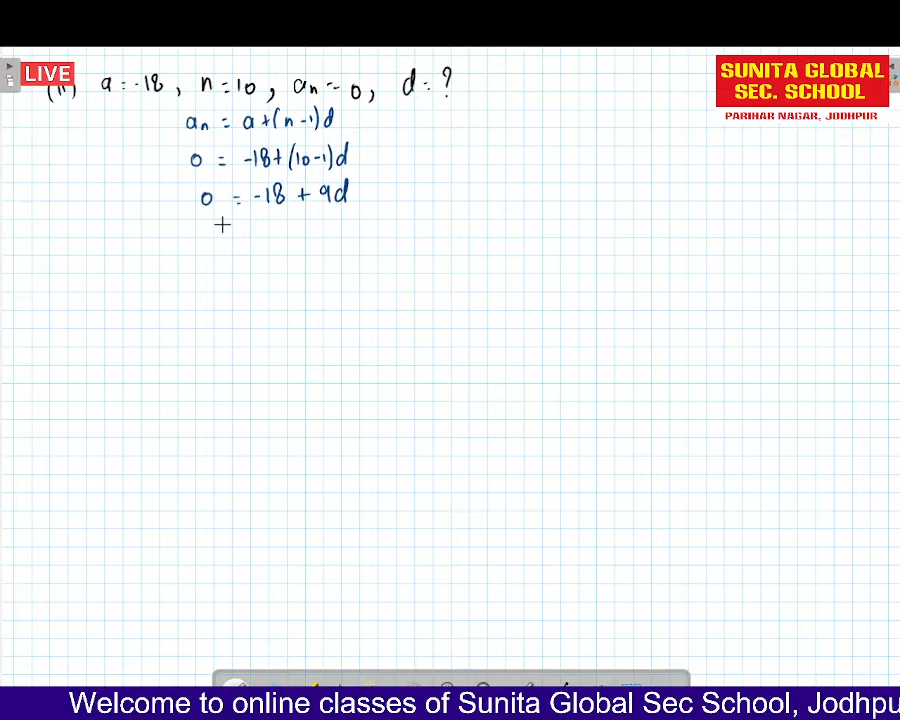 LIVE
(ii) a = -18, n = 10, an = 0, d = ?
SUNITA GLOBAL
SEC. SCHOOL
PARIHAR NAGAR, JODHPUR
an = a + (n - 1)d
0 = -18 + (10 - 1)d
0 = -18 + 9d
Welcome to online classes of Sunita Global Sec School, Jodhpu